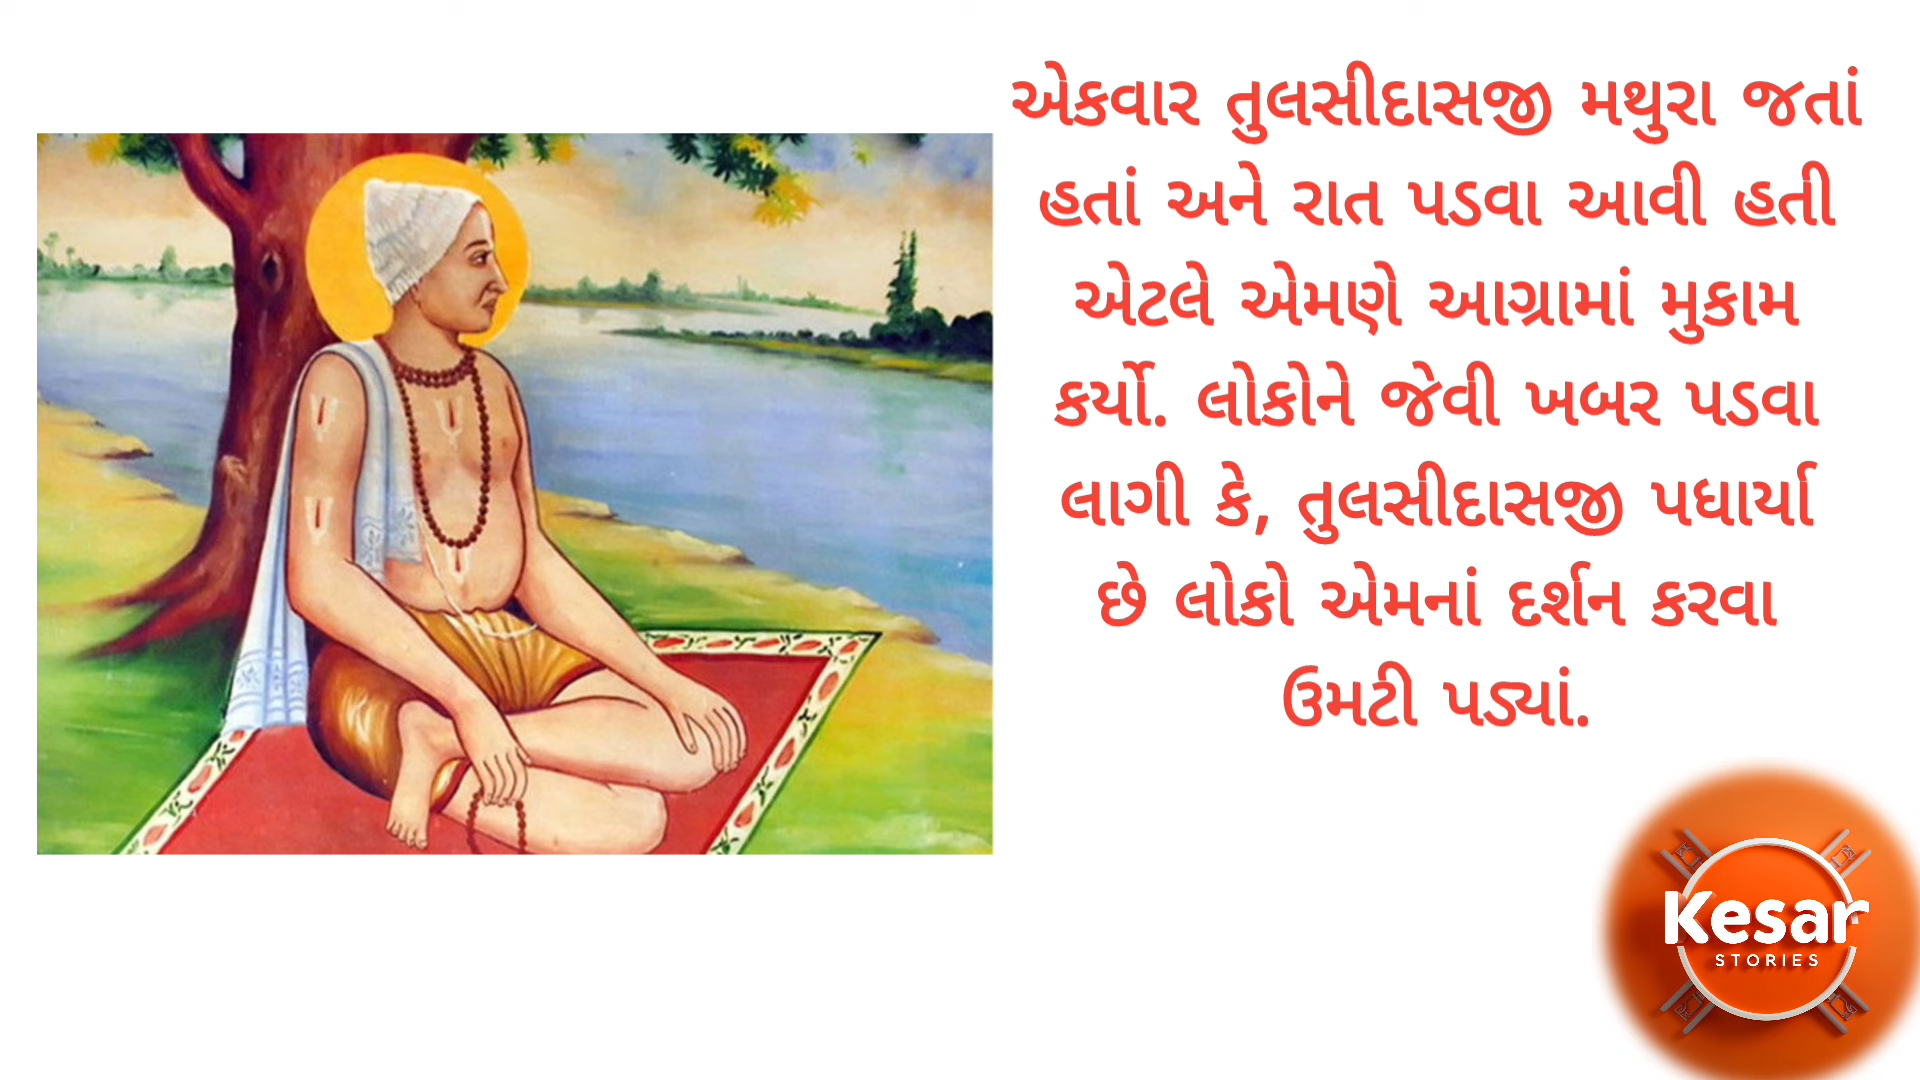 એકવાર તુલસીદાસજી મથુરા જતાં
હતાં અને રાત પડવા આવી હતી
એટલે એમણે આગ્રામાં મુકામ
કર્યો. લોકોને જેવી ખબર પડવા
લાગી કે, તુલસીદાસજી પધાર્યા
છે લોકો એમનાં દર્શન કરવા
ઉમટી પડ્યાં.
Kesar
STORIES